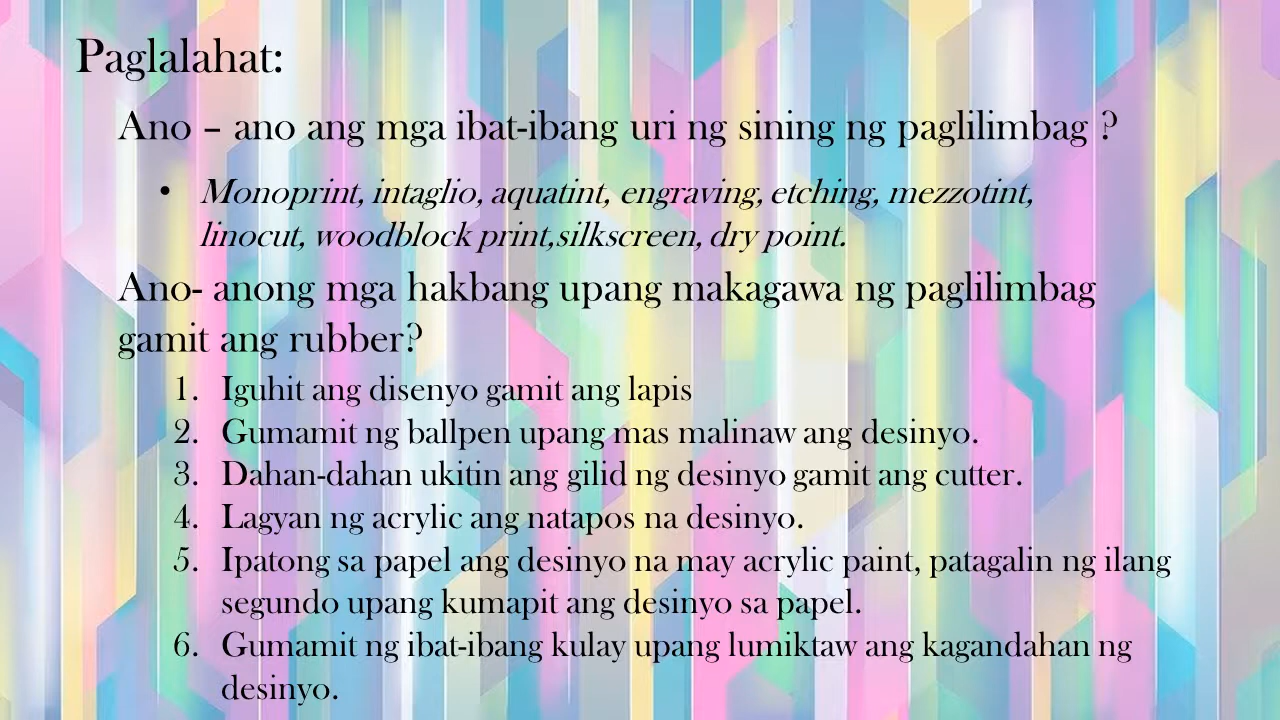 Paglalahat:
Ano – ano ang mga ibat-ibang uri ng sining ng paglilimbag ?
• Monoprint, intaglio, aquatint, engraving, etching, mezzotint,
linocut, woodblock print,silkscreen, dry point.
Ano- anong mga hakbang upang makagawa ng paglilimbag
gamit ang rubber?
1. Iguhit ang disenyo gamit ang lapis
2. Gumamit ng ballpen upang mas malinaw ang desinyo.
3. Dahan-dahan ukitin ang gilid ng desinyo gamit ang cutter.
4. Lagyan ng acrylic ang natapos na desinyo.
5. Ipatong sa papel ang desinyo na may acrylic paint, patagalin ng ilang
segundo upang kumapit ang desinyo sa papel.
6. Gumamit ng ibat-ibang kulay upang lumiktaw ang kagandahan ng
desinyo.